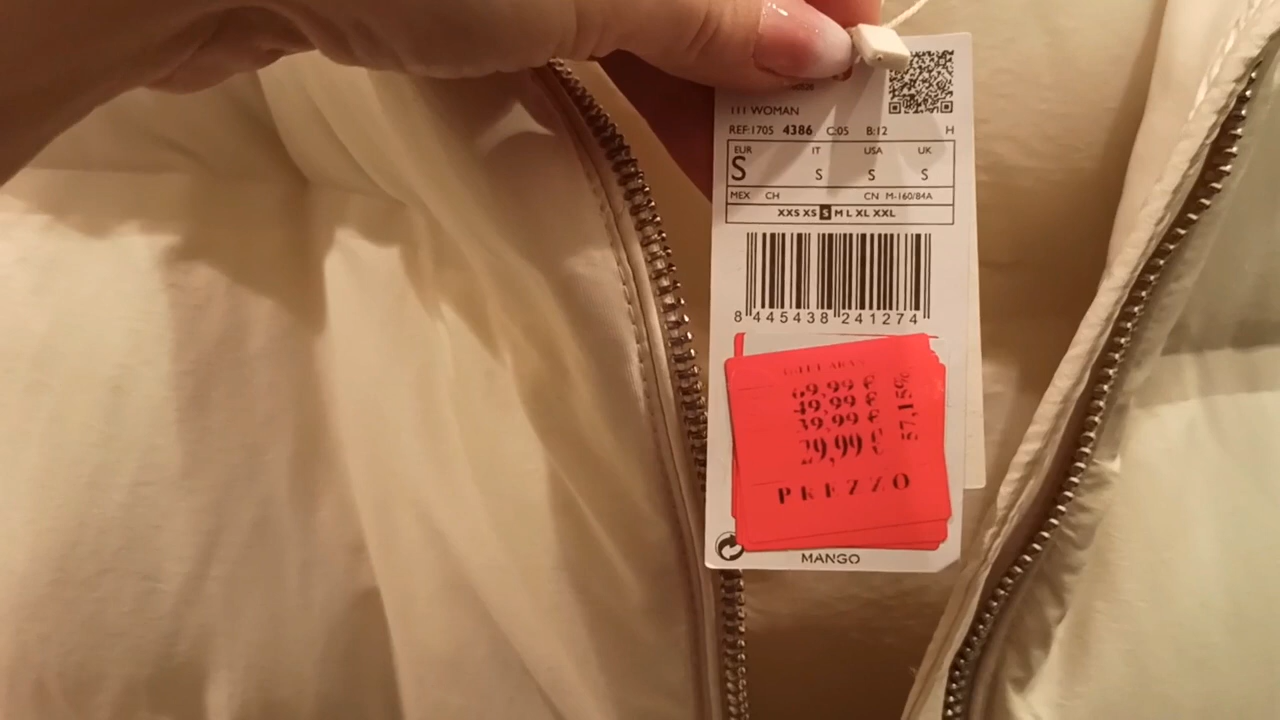 111 WOMAN
REF:1705 4386 C:05 B:12 H
EUR IT USA UK
S S S S
MEX CH CN M-160/84A
XXS XS S M L XL XXL
8 445438 241274
69,99 €
49,99 €
39,99 €
29,99 €
57,15%
PREZZO
MANGO